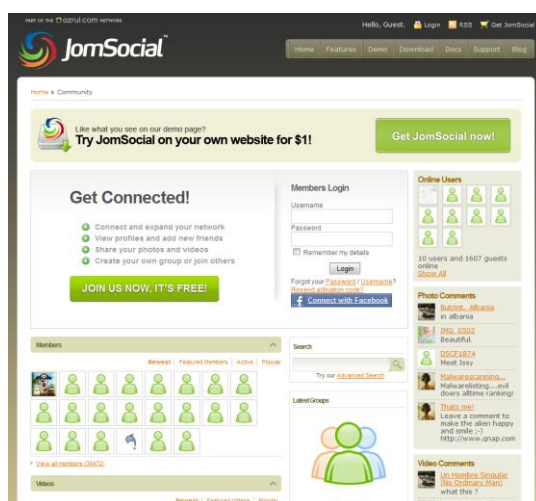 PART OF THE azrul.com NETWORK
Hello, Guest. Login RSS Get JomSocial
JomSocial™
Home Features Demo Download Docs Support Blog
Home Community
Like what you see on our demo page?
Try JomSocial on your own website for $1!
Get JomSocial now!
Get Connected!
Connect and expand your network
View profiles and add new friends
Share your photos and videos
Create your own group or join others
JOIN US NOW, IT'S FREE!
Members Login
Username
Password
Remember my details
Login
Forgot your Password / Username?
Resend activation code?
Connect with Facebook
Online Users
10 users and 1607 guests
online
Show All
Photo Comments
Butrint, Albania
in albania
IMG_0502
Beautiful.
DSCF1874
Meet Issy
Malwarescanning...
Malwarelisting....evil
doers alltime ranking!
Thats me!
Leave a comment to
make the alien happy
and smile ;-)
http://www.qnap.com
Video Comments
Un Hombre Singular
(No Ordinary Man)
what this ?
Members
Newest Featured Members Active Popular
View all members (35472)
Videos
Newest Featured Videos Popular
Search
Try our Advanced Search
Latest Groups